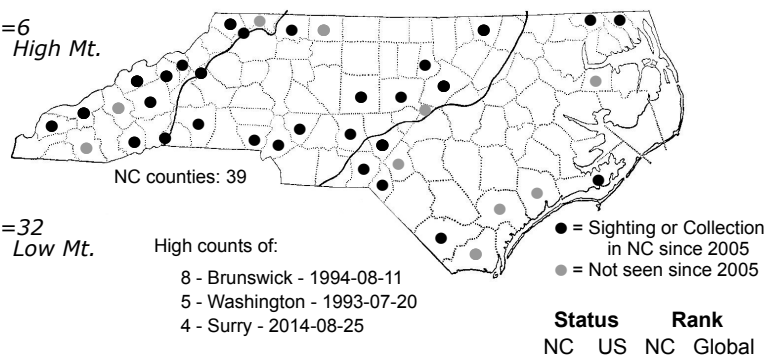 =6
High Mt.
NC counties: 39
=32
Low Mt.
High counts of:
8 - Brunswick - 1994-08-11
5 - Washington - 1993-07-20
4 - Surry - 2014-08-25
● = Sighting or Collection
in NC since 2005
● = Not seen since 2005
Status Rank
NC US NC Global